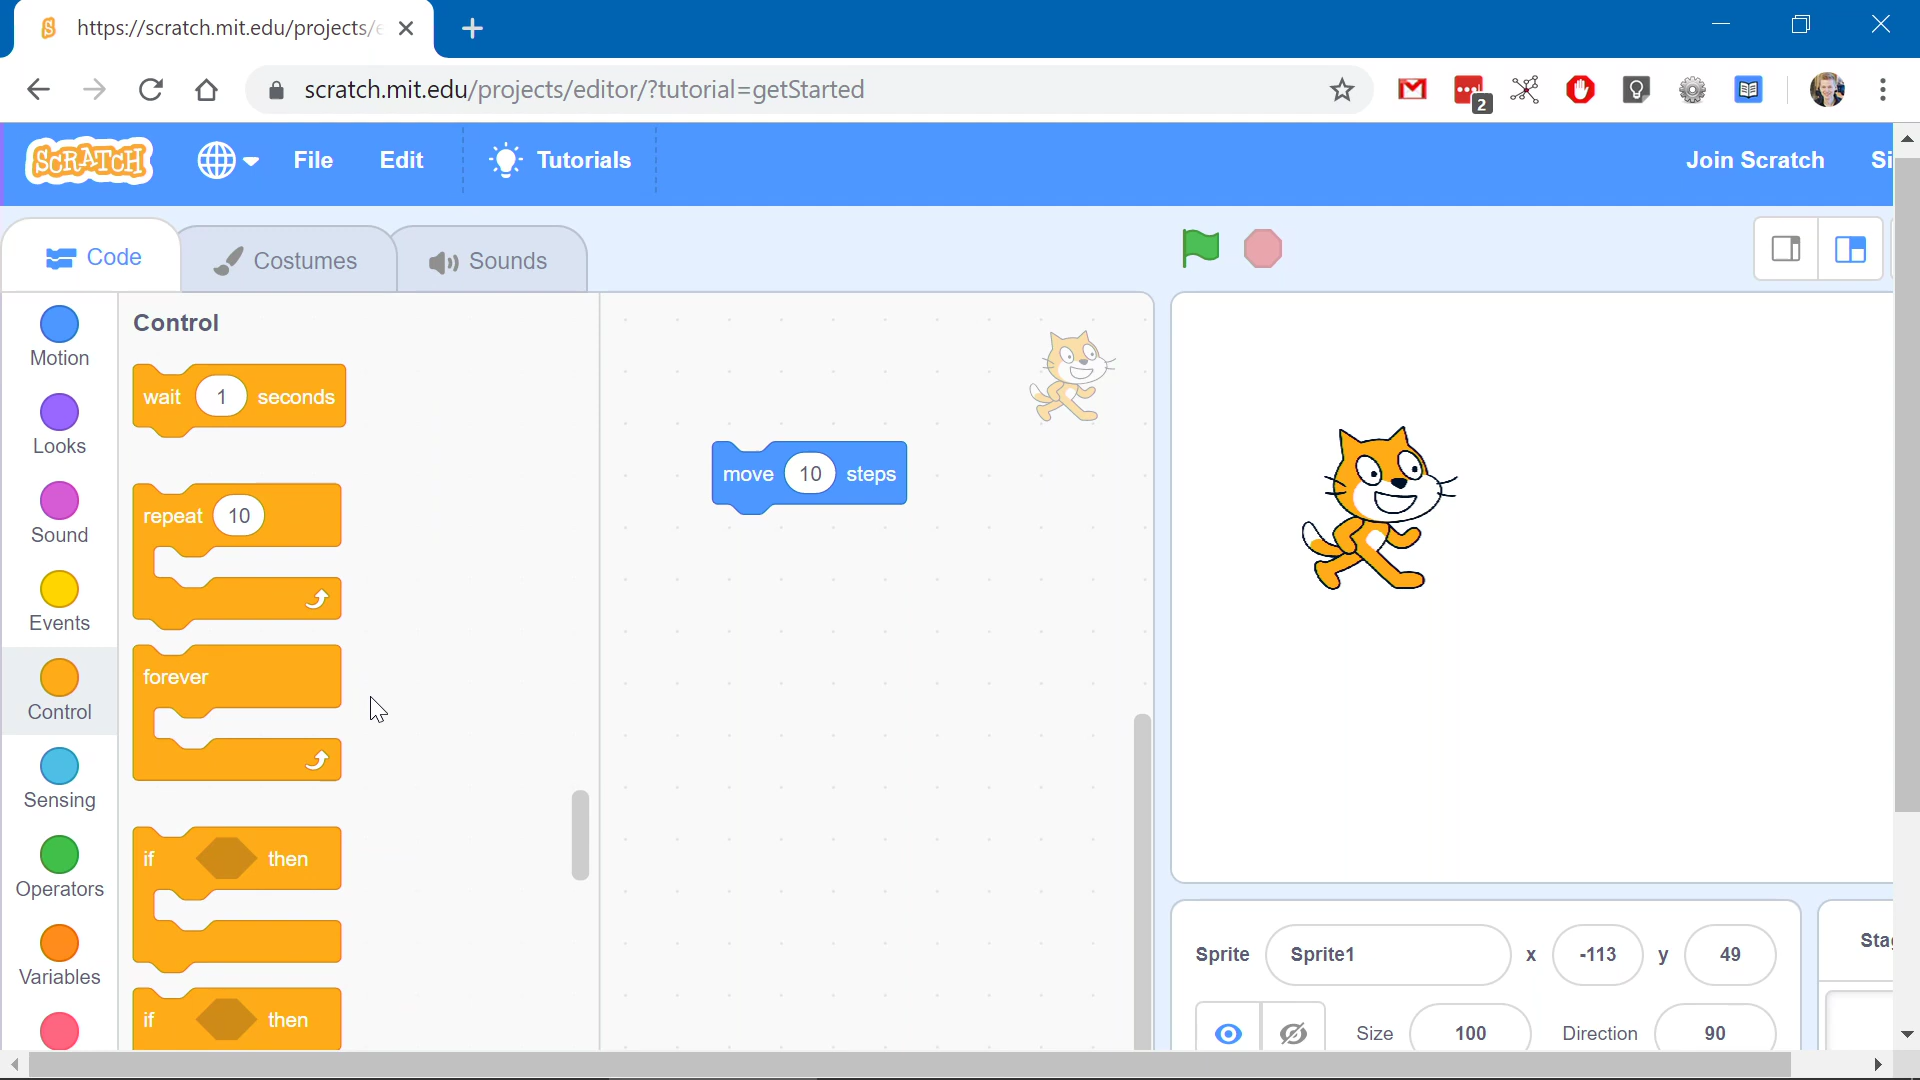 https://scratch.mit.edu/projects/
scratch.mit.edu/projects/editor/?tutorial=getStarted
2
SCRATCH
File
Edit
Tutorials
Join Scratch
Si
Code
Costumes
Sounds
Motion
Looks
Sound
Events
Control
Sensing
Operators
Variables
Control
wait 1 seconds
repeat 10
forever
if then
if then
move 10 steps
Sprite Sprite1 x -113 y 49
Size 100 Direction 90
Sta